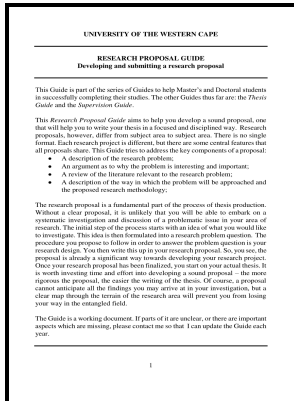 UNIVERSITY OF THE WESTERN CAPE
RESEARCH PROPOSAL GUIDE
Developing and submitting a research proposal
This Guide is part of the series of Guides to help Master's and Doctoral students
in successfully completing their studies. The other Guides thus far are: the Thesis
Guide and the Supervision Guide.
This Research Proposal Guide aims to help you develop a sound proposal, one
that will help you to write your thesis in a focused and disciplined way. Research
proposals, however, differ from subject area to subject area. There is no single
format. Each research project is different, but there are some central features that
all proposals share. This Guide tries to address the key components of a proposal:
• A description of the research problem;
• An argument as to why the problem is interesting and important;
• A review of the literature relevant to the research problem;
• A description of the way in which the problem will be approached and
the proposed research methodology;
The research proposal is a fundamental part of the process of thesis production.
Without a clear proposal, it is unlikely that you will be able to embark on a
systematic investigation and discussion of a problematic issue in your area of
research. The initial step of the process starts with an idea of what you would like
to investigate. This idea is then formulated into a research problem question. The
procedure you propose to follow in order to answer the problem question is your
research design. You then write this up in your research proposal. So, you see, the
proposal is already a significant way towards developing your research project.
Once your research proposal has been finalized, you start on your actual thesis. It
is worth investing time and effort into developing a sound proposal – the more
rigorous the proposal, the easier the writing of the thesis. Of course, a proposal
cannot anticipate all the findings you may arrive at in your investigation, but a
clear map through the terrain of the research area will prevent you from losing
your way in the entangled field.
The Guide is a working document. If parts of it are unclear, or there are important
aspects which are missing, please contact me so that I can update the Guide each
year.
1